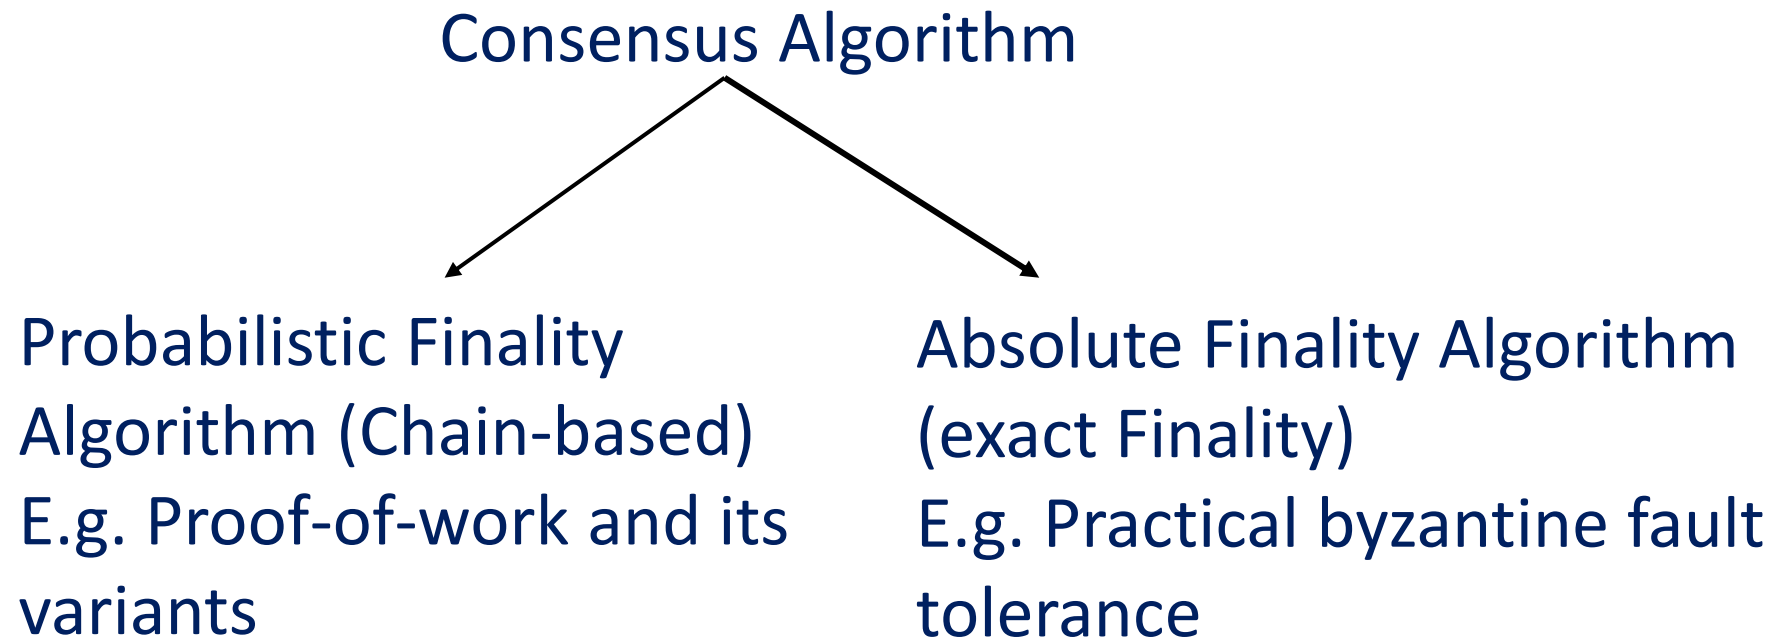 Consensus Algorithm
Probabilistic Finality
Algorithm (Chain-based)
E.g. Proof-of-work and its
variants
Absolute Finality Algorithm
(exact Finality)
E.g. Practical byzantine fault
tolerance